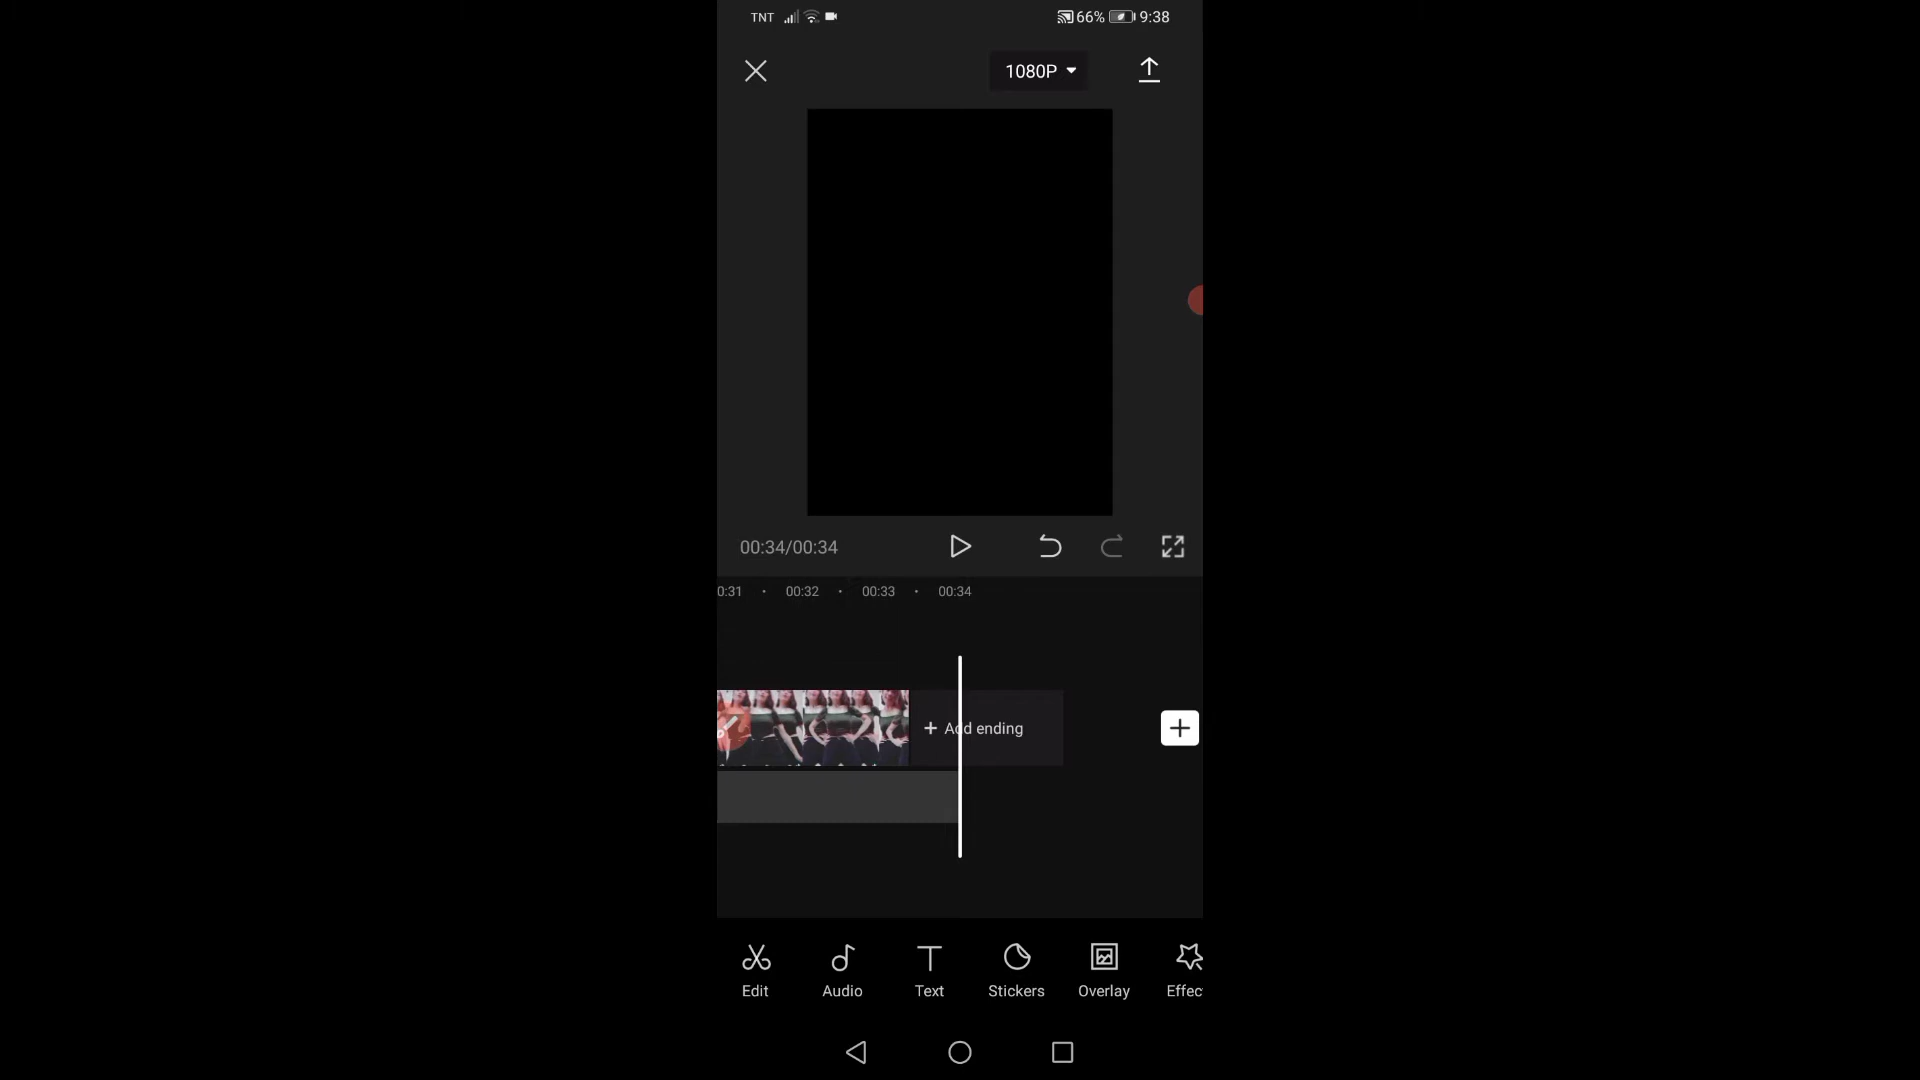 TNT 66% 9:38
1080P
00:34/00:34
0:31 00:32 00:33 00:34
+ Add ending
Edit Audio Text Stickers Overlay Effec